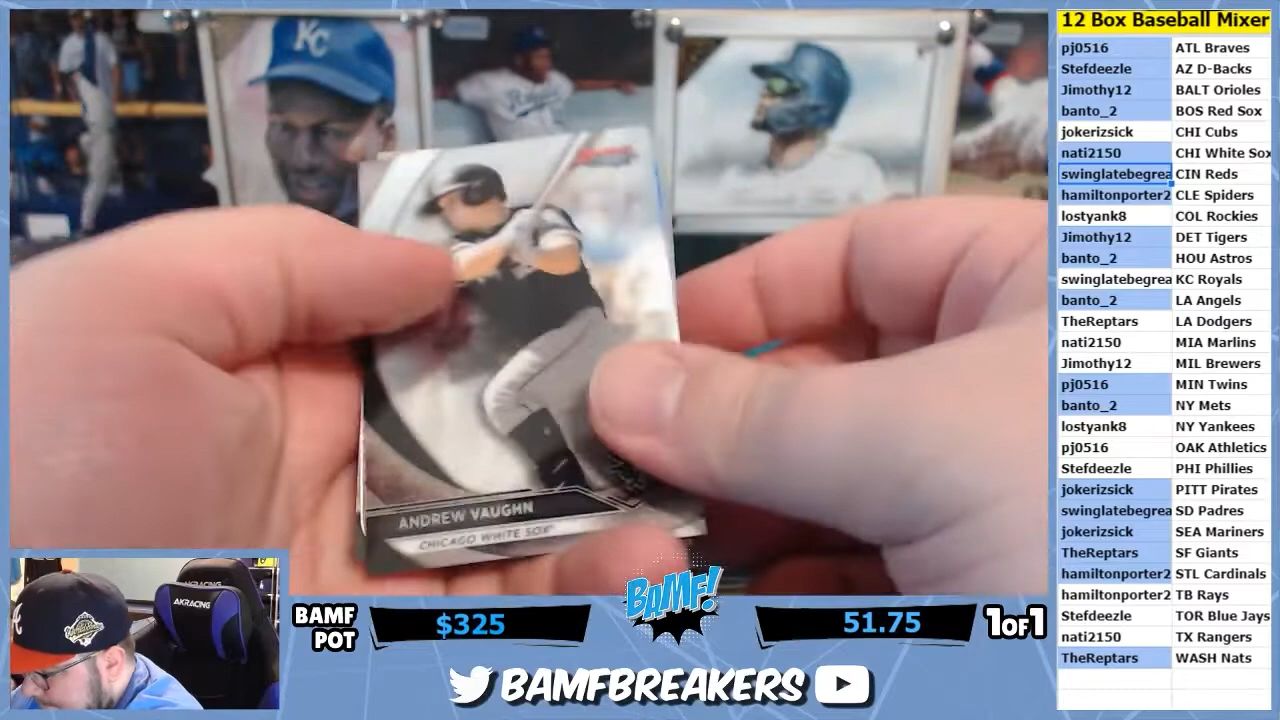 12 Box Baseball Mixer
pj0516 ATL Braves
Stefdeezle AZ D-Backs
Jimothy12 BALT Orioles
banto_2 BOS Red Sox
jokerizsick CHI Cubs
nati2150 CHI White Sox
swinglatebegrea CIN Reds
hamiltonporter2 CLE Spiders
lostyank8 COL Rockies
Jimothy12 DET Tigers
banto_2 HOU Astros
swinglatebegrea KC Royals
banto_2 LA Angels
TheReptars LA Dodgers
nati2150 MIA Marlins
Jimothy12 MIL Brewers
pj0516 MIN Twins
banto_2 NY Mets
lostyank8 NY Yankees
pj0516 OAK Athletics
Stefdeezle PHI Phillies
jokerizsick PITT Pirates
swinglatebegrea SD Padres
jokerizsick SEA Mariners
TheReptars SF Giants
hamiltonporter2 STL Cardinals
hamiltonporter2 TB Rays
Stefdeezle TOR Blue Jays
nati2150 TX Rangers
TheReptars WASH Nats
KC
ANDREW VAUGHN
CHICAGO WHITE SOX
AKRACING
A
BAMF POT
$325
BAMF!
51.75
1OF1
BAMFBREAKERS